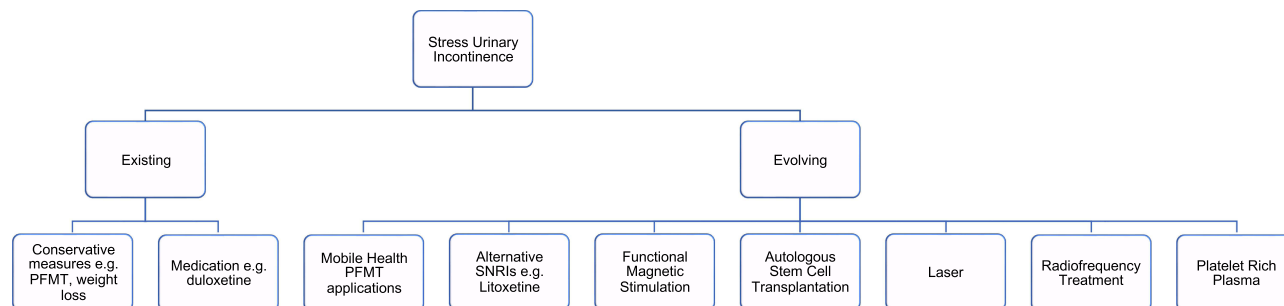 Stress Urinary
Incontinence
Existing
Evolving
Conservative
measures e.g.
PFMT, weight
loss
Medication e.g.
duloxetine
Mobile Health
PFMT
applications
Alternative
SNRIs e.g.
Litoxetine
Functional
Magnetic
Stimulation
Autologous
Stem Cell
Transplantation
Laser
Radiofrequency
Treatment
Platelet Rich
Plasma